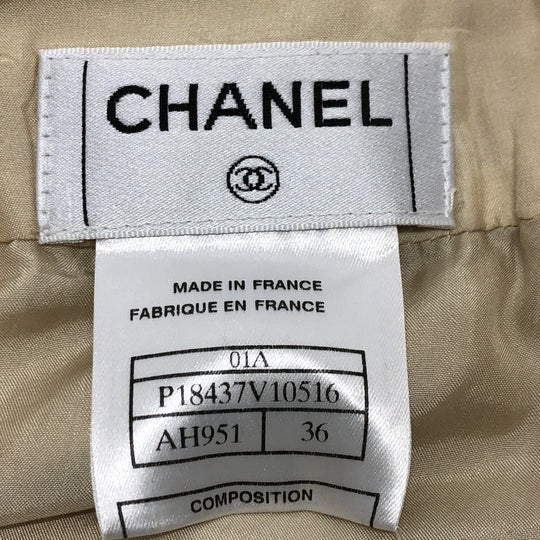 CHANEL
MADE IN FRANCE
FABRIQUE EN FRANCE
01A
P18437V10516
AH951 36
COMPOSITION